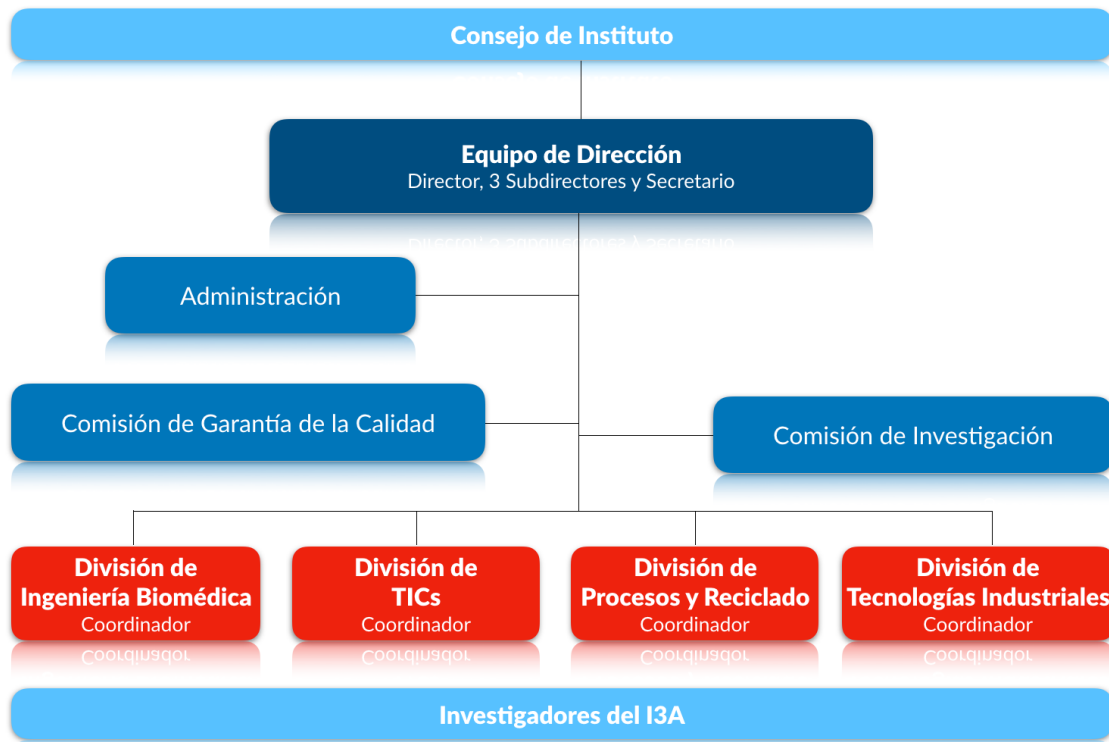 Consejo de Instituto
Equipo de Dirección
Director, 3 Subdirectores y Secretario
Administración
Comisión de Garantía de la Calidad
Comisión de Investigación
División de
Ingeniería Biomédica
Coordinador
División de
TICs
Coordinador
División de
Procesos y Reciclado
Coordinador
División de
Tecnologías Industriales
Coordinador
Investigadores del I3A